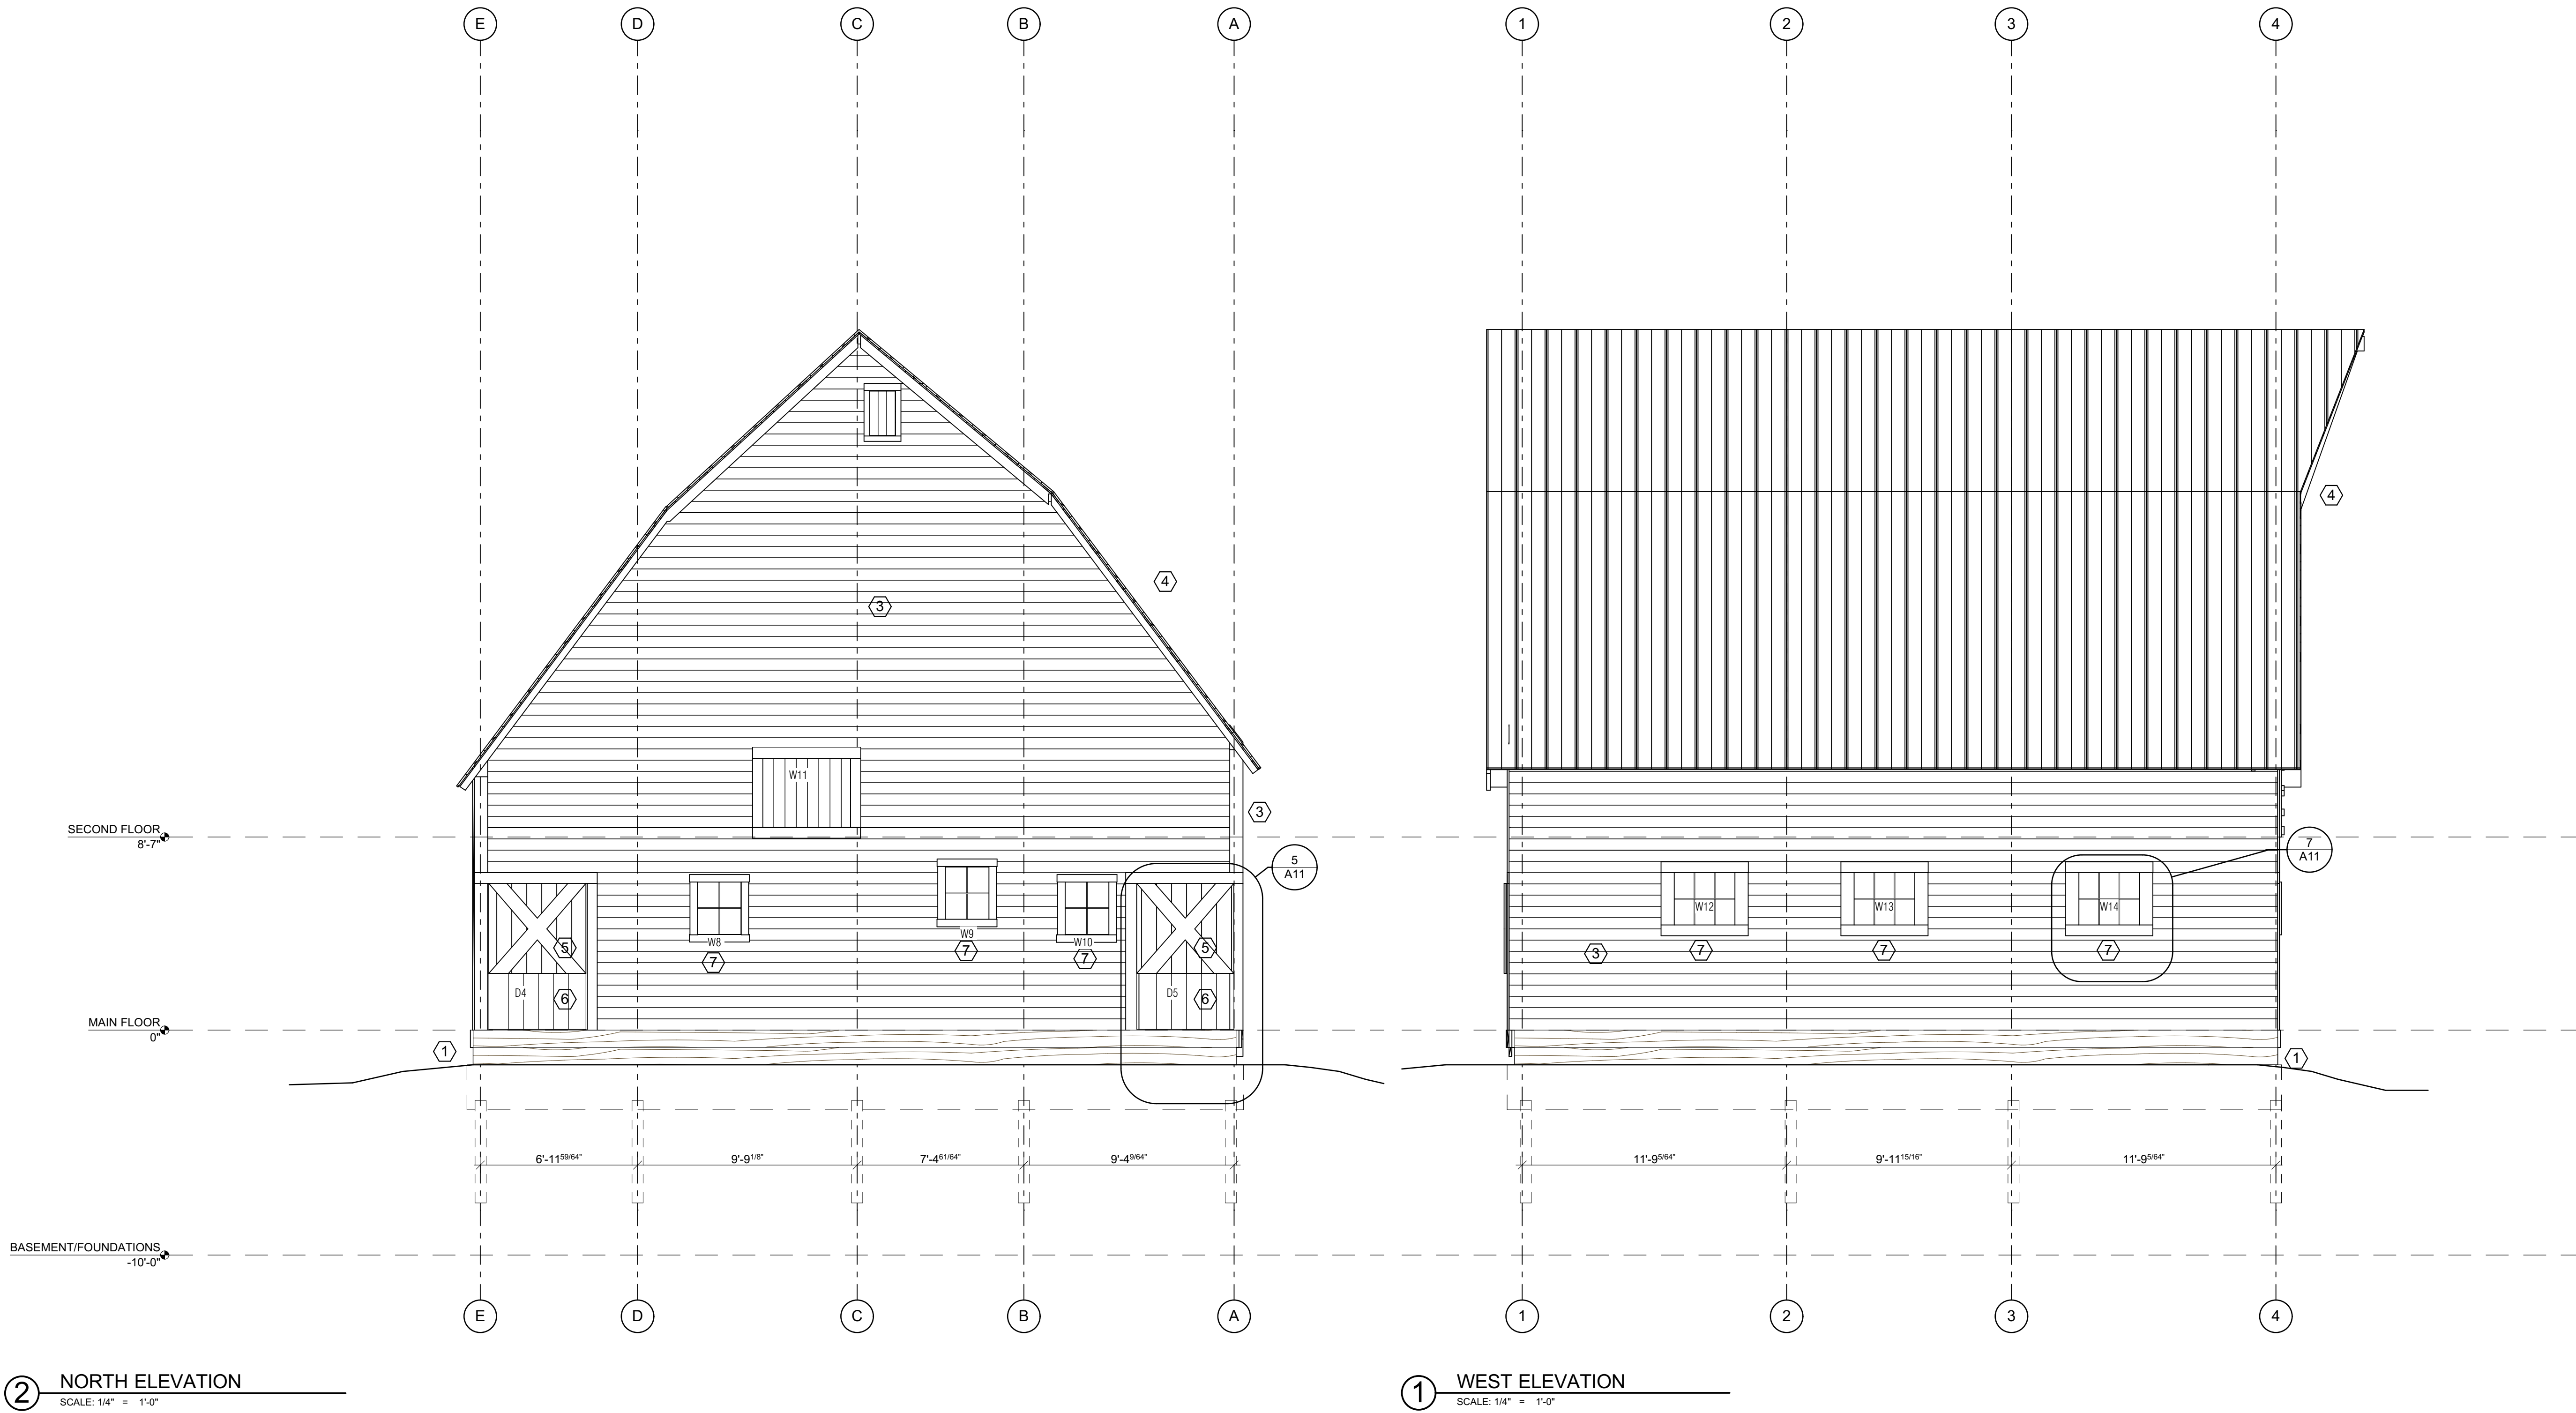 E D C B A 1 2 3 4
4
4
3
W11
3
SECOND FLOOR
8'-7"
5
A11
7
A11
W12 W13 W14
W8 W9 W10
7 7 7
5 5
3 7 7 7
D4 D5
6 6
MAIN FLOOR
0"
1
1
6'-11 59/64" 9'-9 1/8" 7'-4 61/64" 9'-4 9/64" 11'-9 5/64" 9'-11 15/16" 11'-9 5/64"
BASEMENT/FOUNDATIONS
-10'-0"
E D C B A 1 2 3 4
2 NORTH ELEVATION
SCALE: 1/4" = 1'-0"
1 WEST ELEVATION
SCALE: 1/4" = 1'-0"